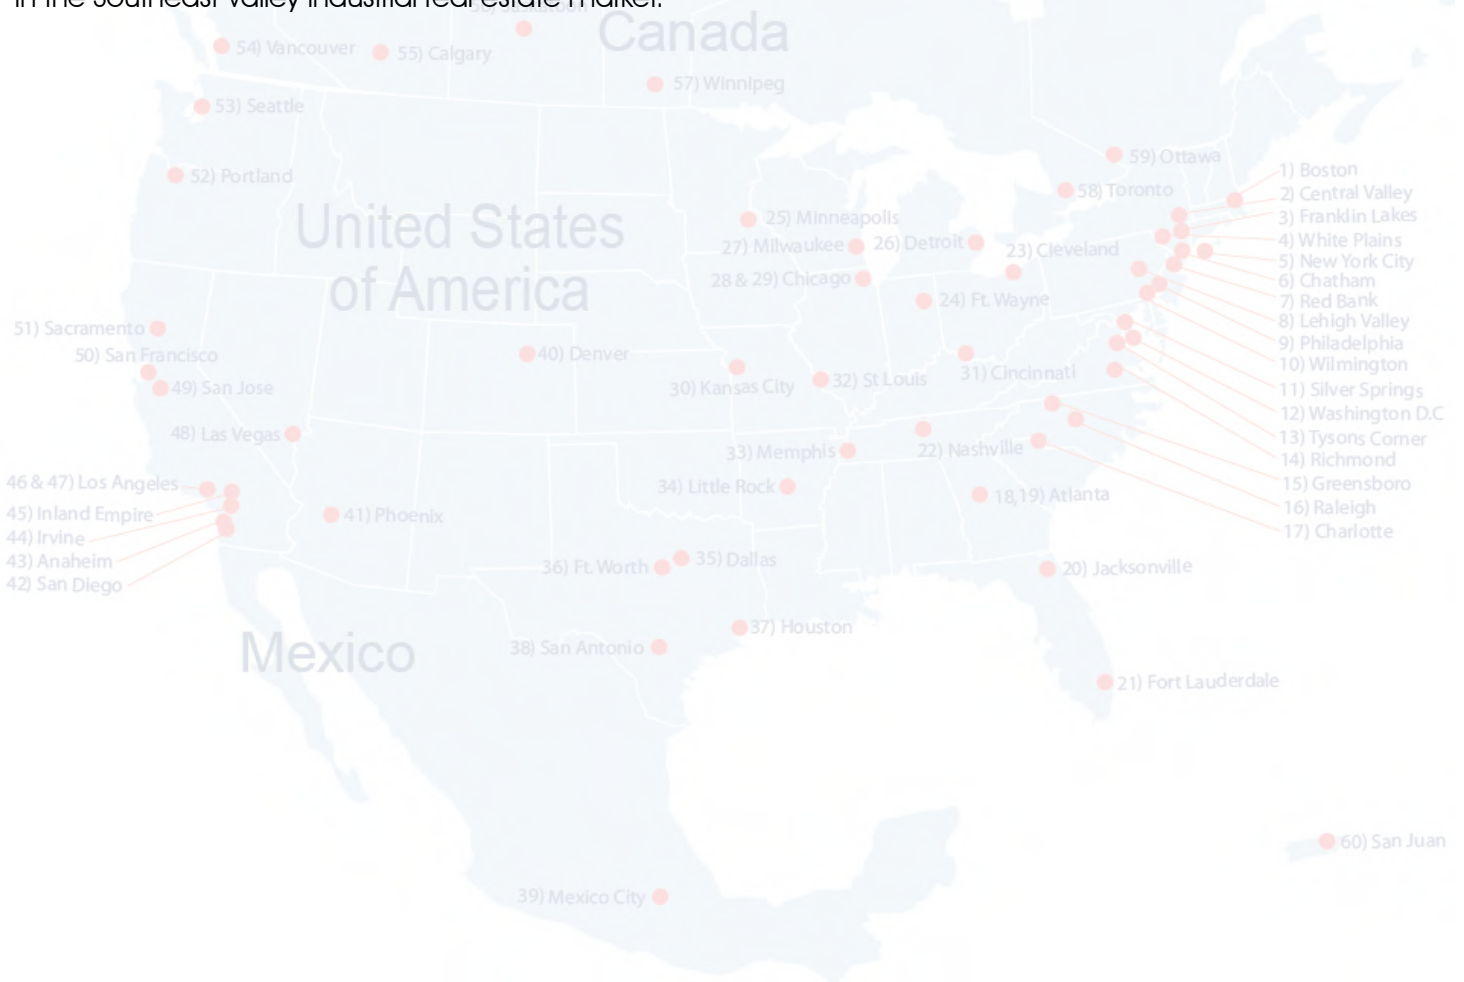 in the Southeast Valley industrial real estate market.
Canada
54) Vancouver
55) Calgary
57) Winnipeg
53) Seattle
52) Portland
59) Ottawa
58) Toronto
United States
of America
25) Minneapolis
27) Milwaukee
26) Detroit
23) Cleveland
28 & 29) Chicago
24) Ft. Wayne
1) Boston
2) Central Valley
3) Franklin Lakes
4) White Plains
5) New York City
6) Chatham
7) Red Bank
8) Lehigh Valley
9) Philadelphia
10) Wilmington
11) Silver Springs
12) Washington D.C
13) Tysons Corner
14) Richmond
15) Greensboro
16) Raleigh
17) Charlotte
51) Sacramento
50) San Francisco
49) San Jose
40) Denver
30) Kansas City
32) St Louis
31) Cincinnati
48) Las Vegas
33) Memphis
22) Nashville
46 & 47) Los Angeles
45) Inland Empire
44) Irvine
43) Anaheim
42) San Diego
41) Phoenix
34) Little Rock
18,19) Atlanta
36) Ft. Worth
35) Dallas
20) Jacksonville
Mexico
38) San Antonio
37) Houston
21) Fort Lauderdale
39) Mexico City
60) San Juan